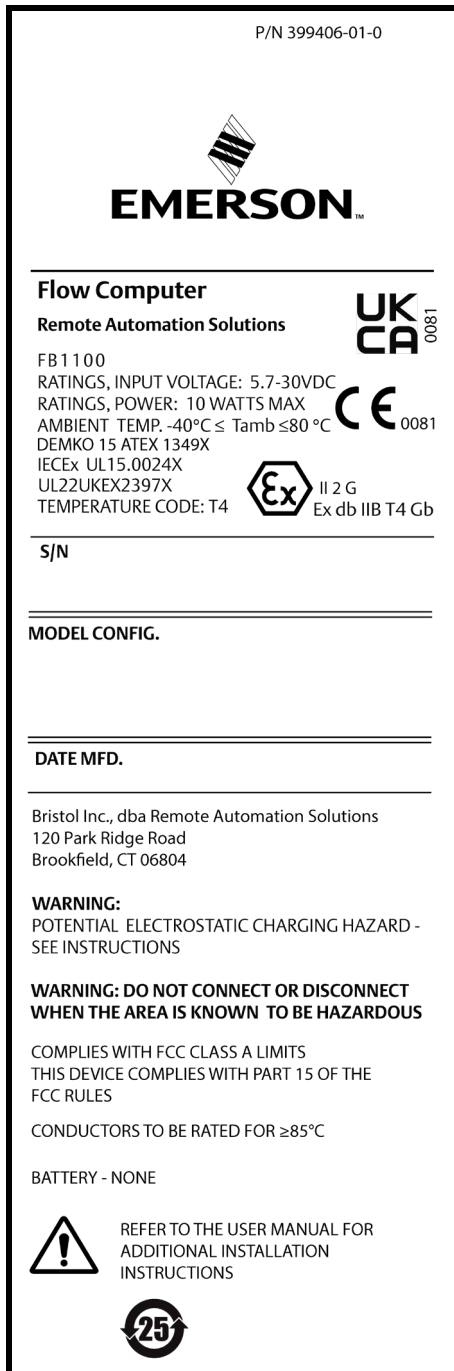 P/N 399406-01-0
EMERSON™
Flow Computer
Remote Automation Solutions
UK
CA
0081
FB1100
RATINGS, INPUT VOLTAGE: 5.7-30VDC
RATINGS, POWER: 10 WATTS MAX
AMBIENT TEMP. -40°C ≤ Tamb ≤80 °C
CE 0081
DEMKO 15 ATEX 1349X
IECEx UL15.0024X
UL22UKEX2397X
TEMPERATURE CODE: T4
Ex
II 2 G
Ex db IIB T4 Gb
S/N
MODEL CONFIG.
DATE MFD.
Bristol Inc., dba Remote Automation Solutions
120 Park Ridge Road
Brookfield, CT 06804
WARNING:
POTENTIAL ELECTROSTATIC CHARGING HAZARD -
SEE INSTRUCTIONS
WARNING: DO NOT CONNECT OR DISCONNECT
WHEN THE AREA IS KNOWN TO BE HAZARDOUS
COMPLIES WITH FCC CLASS A LIMITS
THIS DEVICE COMPLIES WITH PART 15 OF THE
FCC RULES
CONDUCTORS TO BE RATED FOR ≥85°C
BATTERY - NONE
REFER TO THE USER MANUAL FOR
ADDITIONAL INSTALLATION
INSTRUCTIONS
25